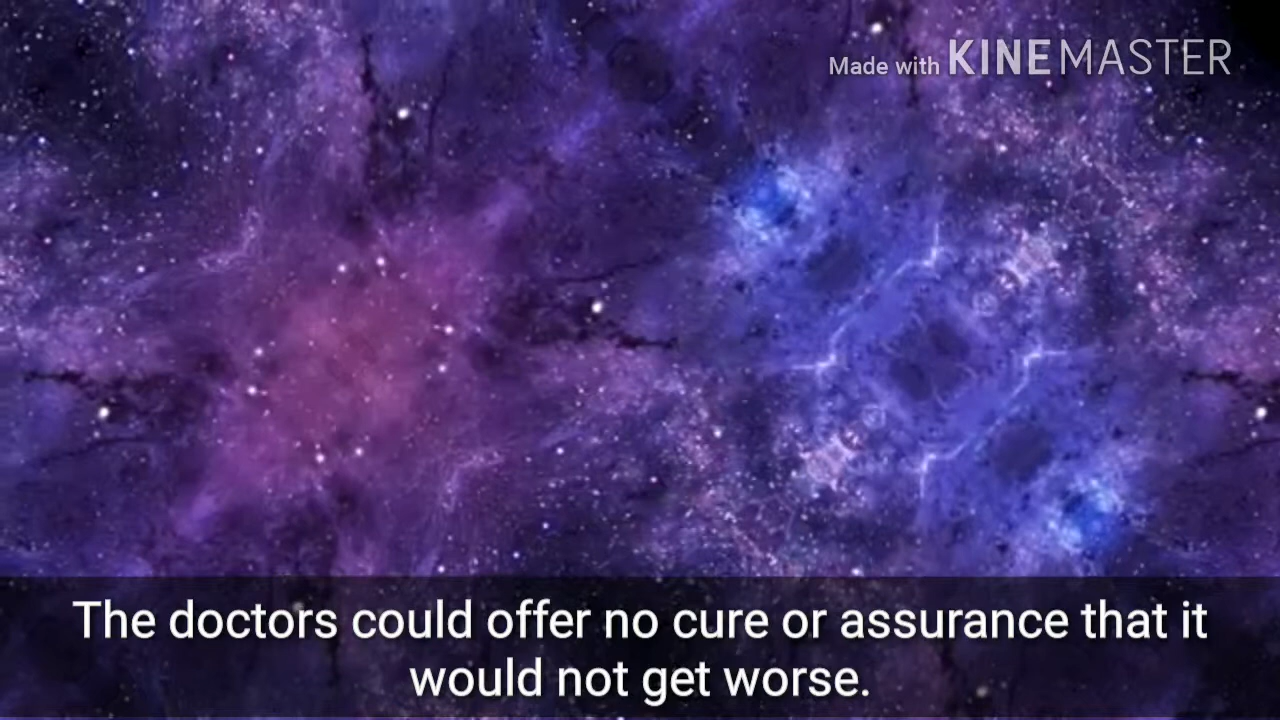 Made with KINEMASTER
The doctors could offer no cure or assurance that it
would not get worse.